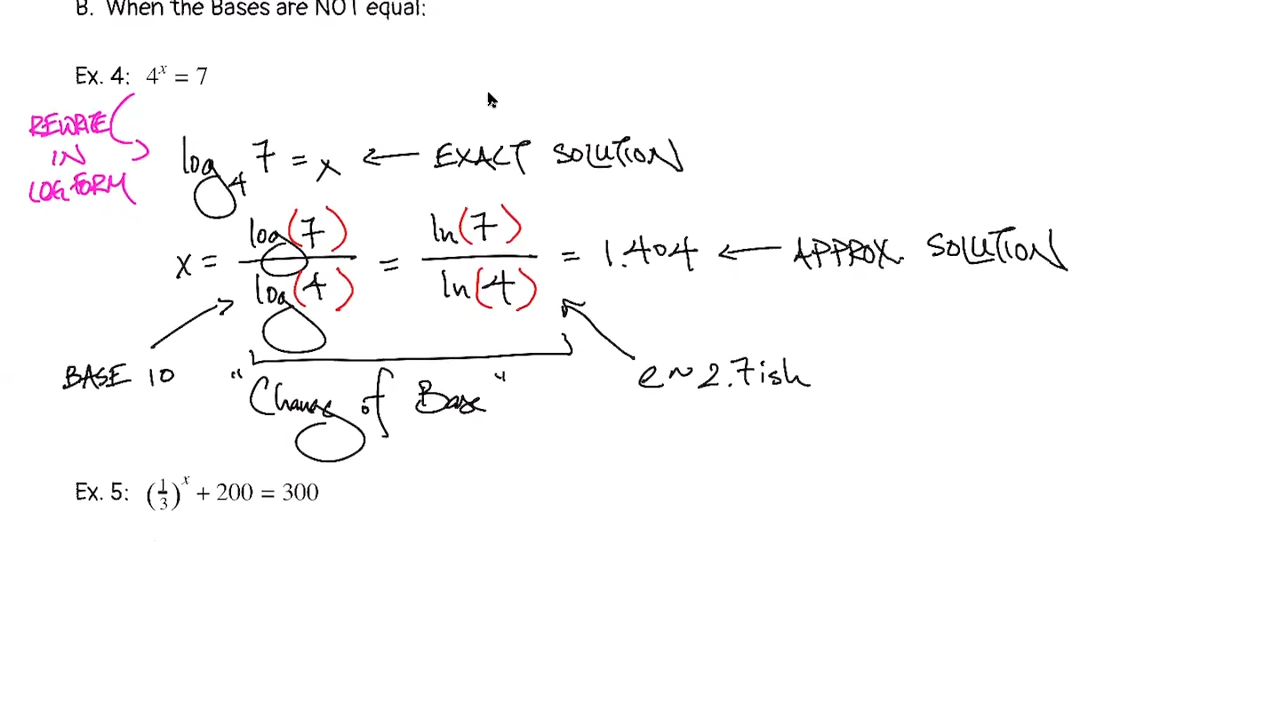 B. When the Bases are NOT equal:
Ex. 4: 4ˣ = 7
REWRITE
IN
LOG FORM
log₄ 7 = x ← EXACT SOLUTION
x = log(7)/log(4) = ln(7)/ln(4) = 1.404 ← APPROX. SOLUTION
BASE 10
"Change of Base"
e ~ 2.7ish
Ex. 5: (1/3)ˣ + 200 = 300